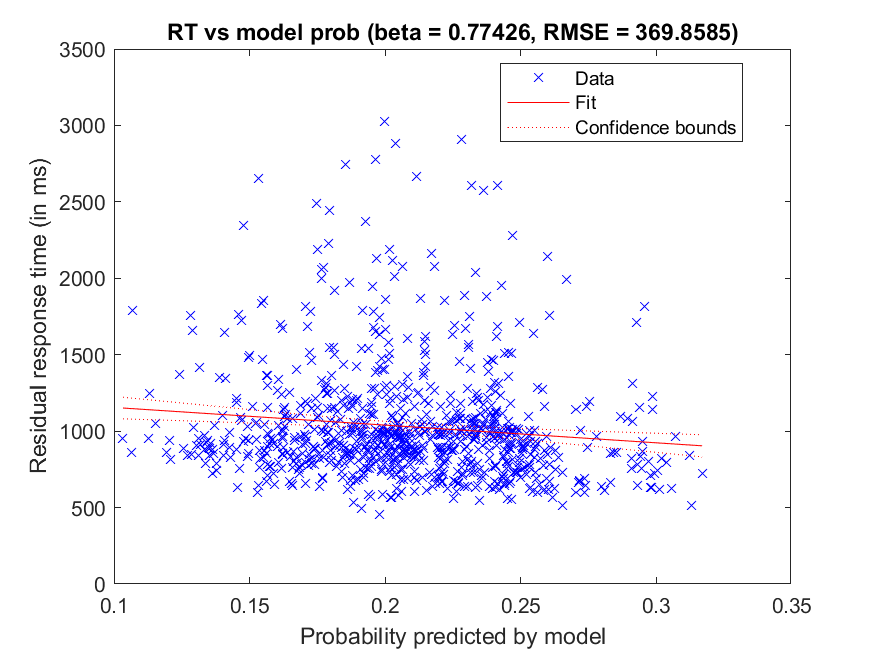 RT vs model prob (beta = 0.77426, RMSE = 369.8585)
Data
Fit
Confidence bounds
Residual response time (in ms)
3500
3000
2500
2000
1500
1000
500
0
0.1 0.15 0.2 0.25 0.3 0.35
Probability predicted by model